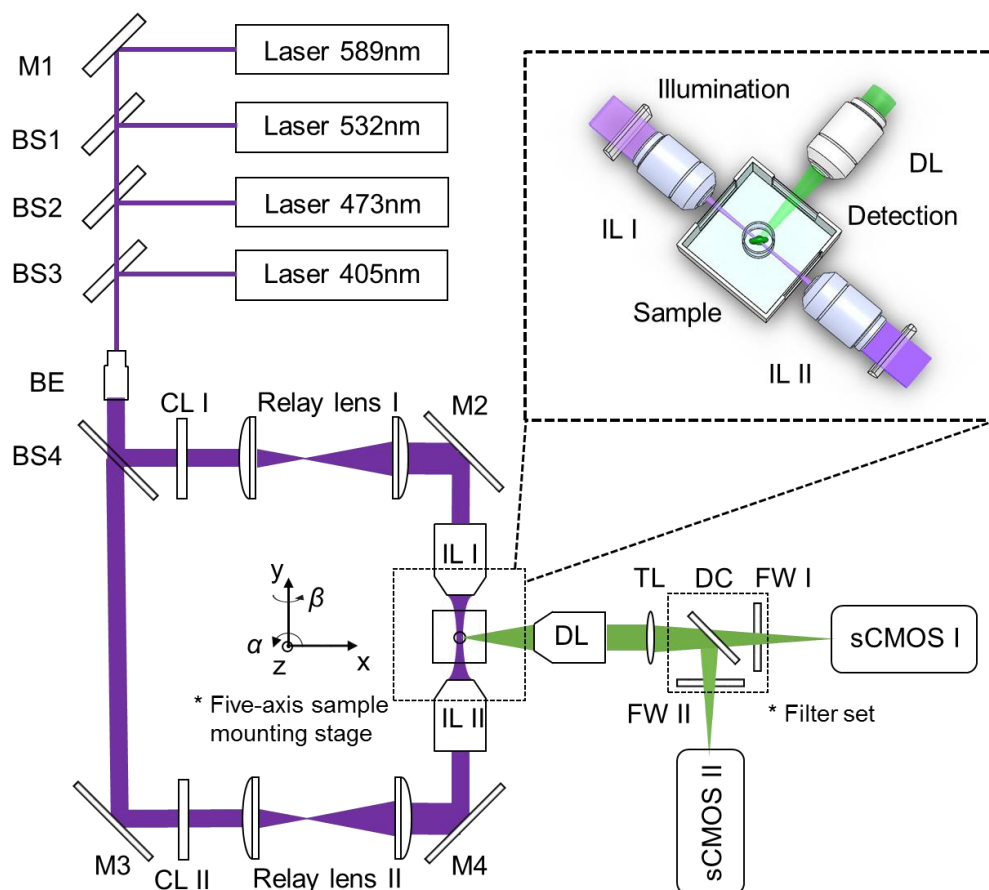 M1
Laser 589nm
BS1
Laser 532nm
BS2
Laser 473nm
BS3
Laser 405nm
BE
BS4
CL I
Relay lens I
M2
IL I
y
β
α
z
x
* Five-axis sample
mounting stage
IL II
M3
CL II
Relay lens II
M4
DL
TL
DC
FW I
sCMOS I
FW II
* Filter set
sCMOS II
Illumination
DL
IL I
Detection
Sample
IL II